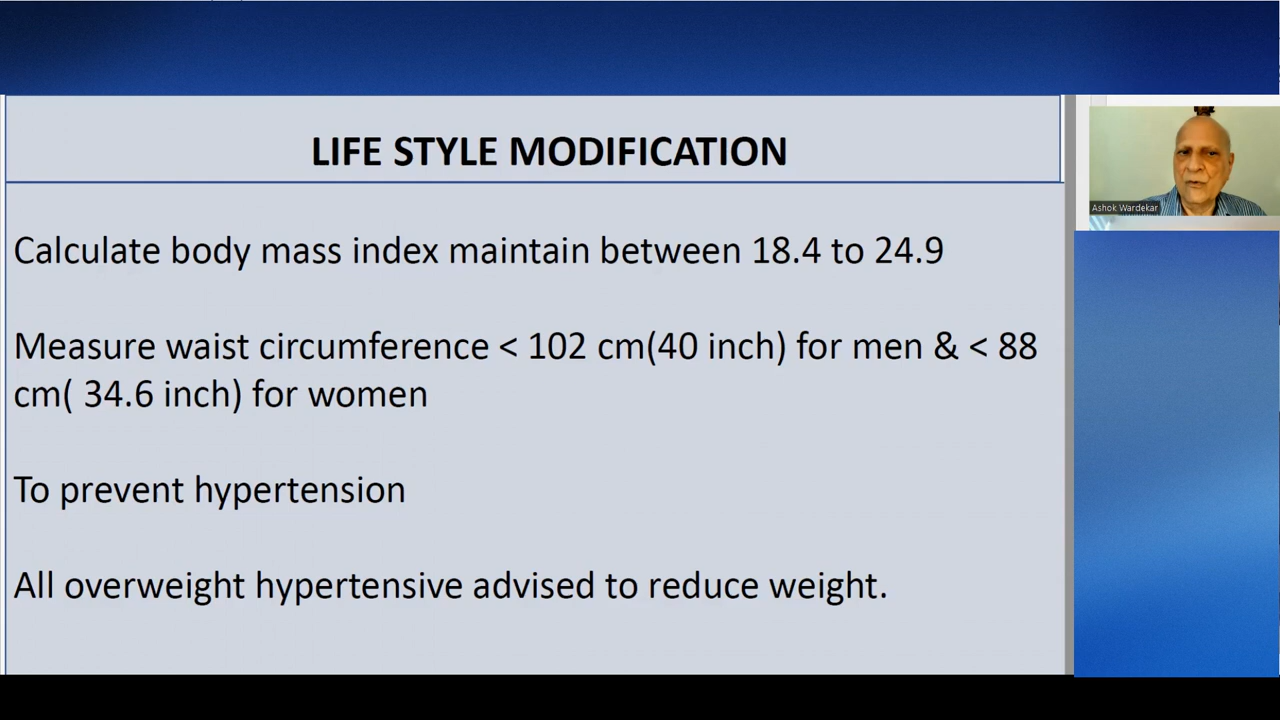 LIFE STYLE MODIFICATION
Calculate body mass index maintain between 18.4 to 24.9
Measure waist circumference < 102 cm(40 inch) for men & < 88
cm( 34.6 inch) for women
To prevent hypertension
All overweight hypertensive advised to reduce weight.
Ashok Wardekar